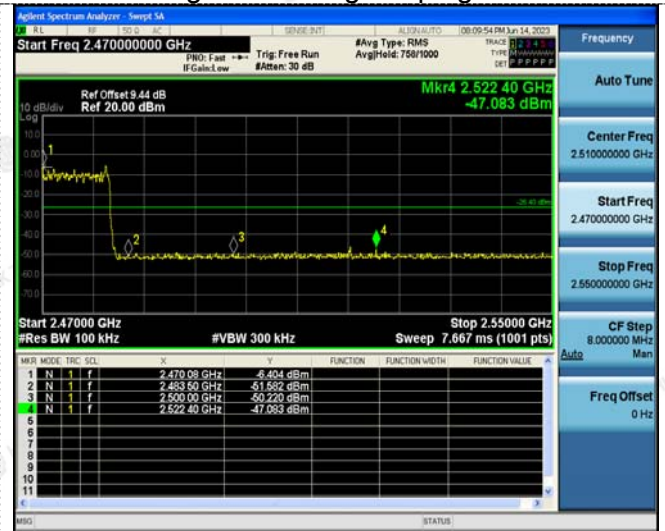 Agilent Spectrum Analyzer - Swept SA
RL RF 50 Ω AC SENSE:INT ALIGNAUTO 08:09:54 PM Jun 14, 2023
Start Freq 2.470000000 GHz
PNO: Fast
IFGain:Low
Trig: Free Run
#Atten: 30 dB
#Avg Type: RMS
Avg|Hold: 758/1000
TRACE 1 2 3 4 5 6
TYPE
DET P P P P P P
Frequency
Auto Tune
Center Freq
2.510000000 GHz
Start Freq
2.470000000 GHz
Stop Freq
2.550000000 GHz
CF Step
8.000000 MHz
Auto Man
Freq Offset
0 Hz
Ref Offset 9.44 dB
10 dB/div Ref 20.00 dBm
Log
Mkr4 2.522 40 GHz
-47.083 dBm
10.0
0.00
-10.0
-20.0
-30.0
-40.0
-50.0
-60.0
-70.0
1
2
3
4
-26.40 dBm
Start 2.47000 GHz Stop 2.55000 GHz
#Res BW 100 kHz #VBW 300 kHz Sweep 7.667 ms (1001 pts)
MKR MODE TRC SCL X Y FUNCTION FUNCTION WIDTH FUNCTION VALUE
1 N 1 f 2.470 08 GHz -6.404 dBm
2 N 1 f 2.483 50 GHz -51.582 dBm
3 N 1 f 2.500 00 GHz -50.220 dBm
4 N 1 f 2.522 40 GHz -47.083 dBm
5
6
7
8
9
10
11
MSG STATUS